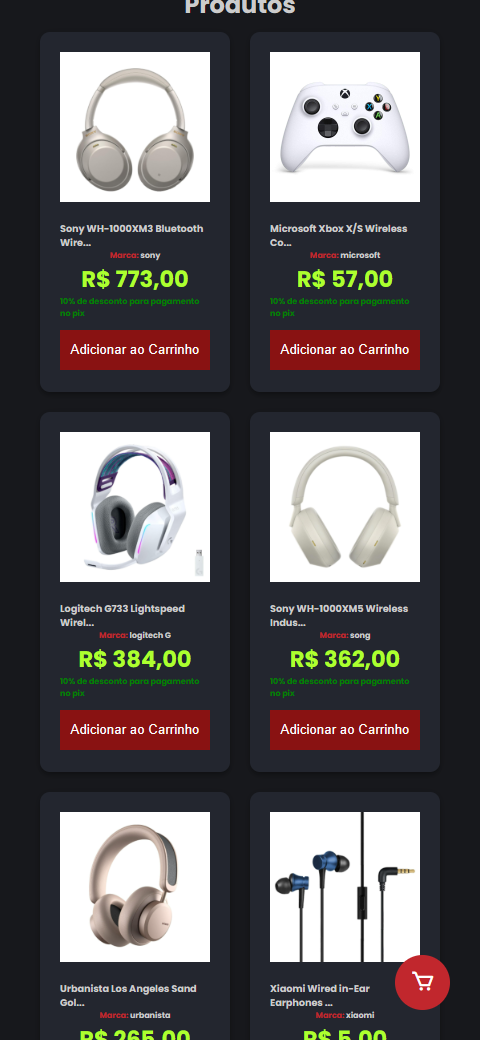 Produtos
Sony WH-1000XM3 Bluetooth
Wire...
Marca: sony
R$ 773,00
10% de desconto para pagamento
no pix
Adicionar ao Carrinho
Microsoft Xbox X/S Wireless
Co...
Marca: microsoft
R$ 57,00
10% de desconto para pagamento
no pix
Adicionar ao Carrinho
Logitech G733 Lightspeed
Wirel...
Marca: logitech G
R$ 384,00
10% de desconto para pagamento
no pix
Adicionar ao Carrinho
Sony WH-1000XM5 Wireless
Indus...
Marca: song
R$ 362,00
10% de desconto para pagamento
no pix
Adicionar ao Carrinho
Urbanista Los Angeles Sand
Gol...
Marca: urbanista
R$ 265,00
Xiaomi Wired in-Ear
Earphones ...
Marca: xiaomi
R$ 5,00